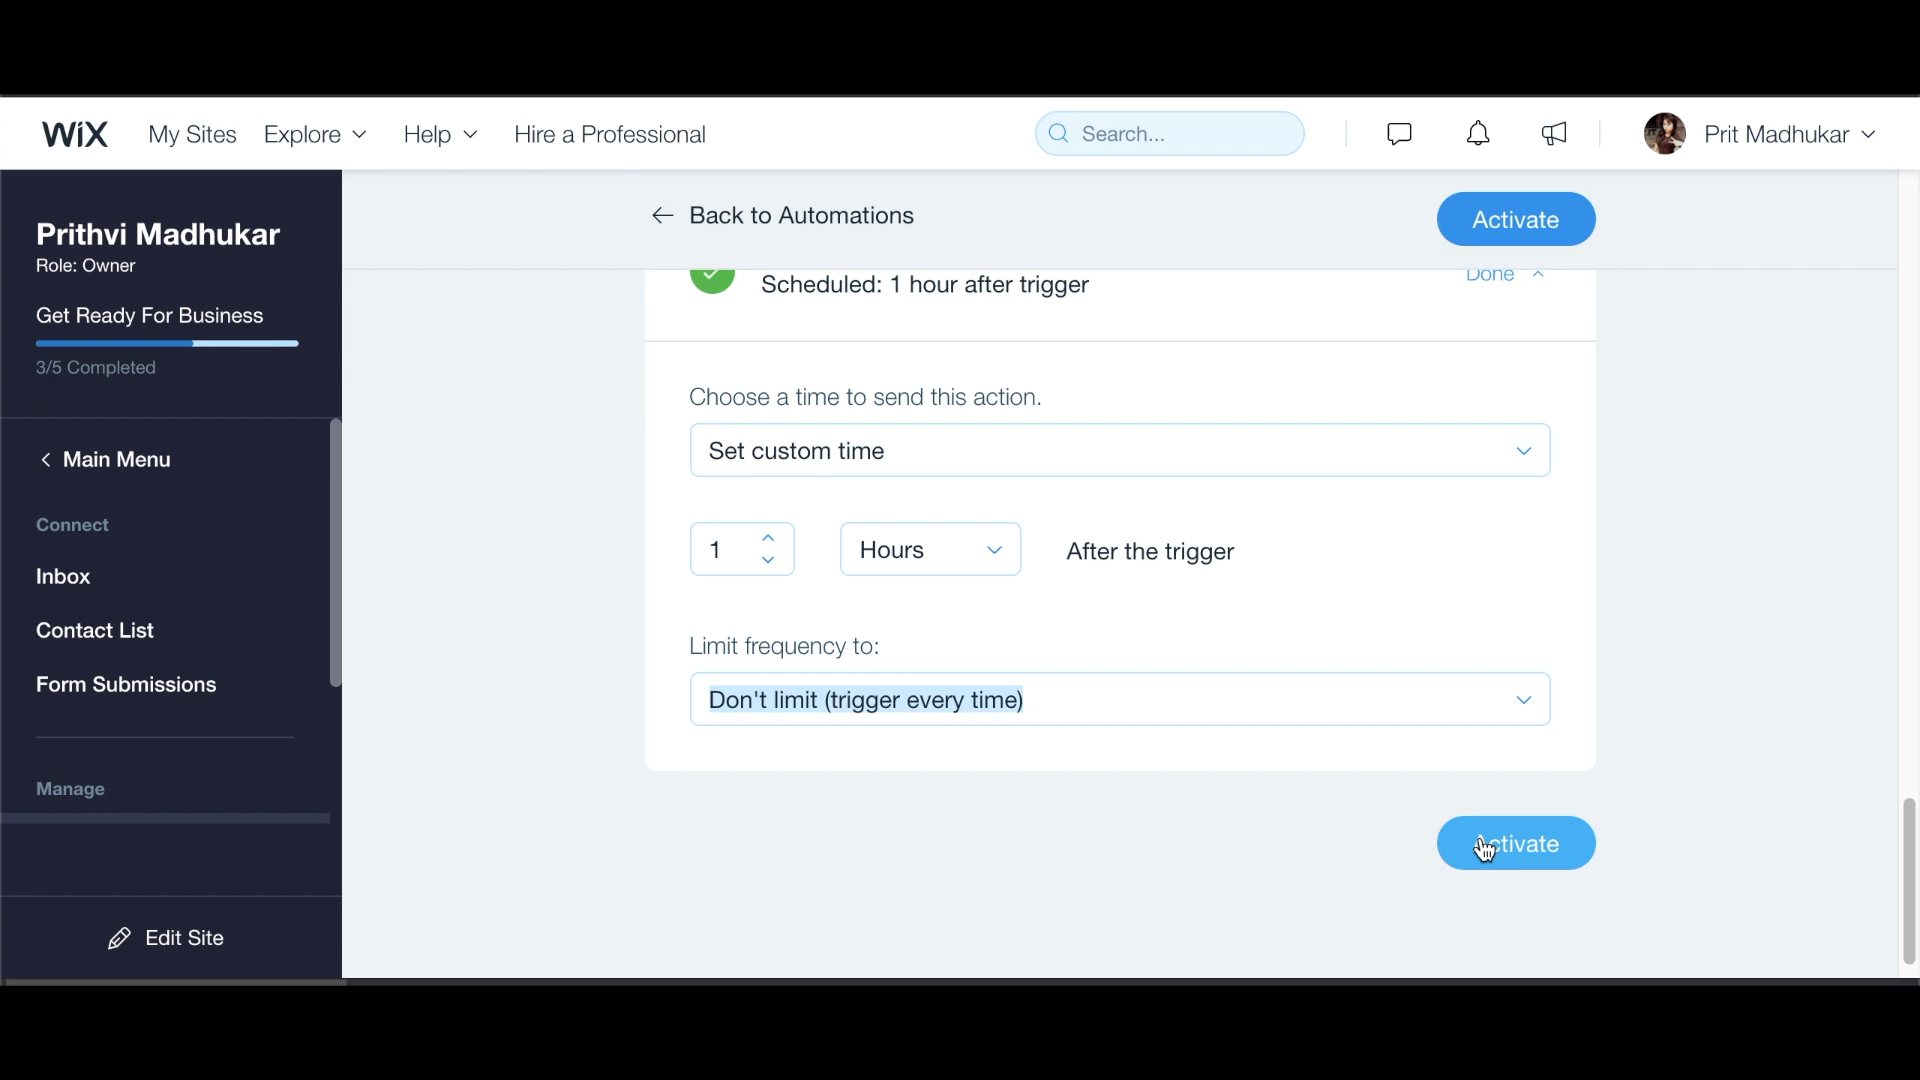 WiX My Sites Explore Help Hire a Professional Search... Prit Madhukar
Prithvi Madhukar
Role: Owner
Get Ready For Business
3/5 Completed
Main Menu
Connect
Inbox
Contact List
Form Submissions
Manage
Edit Site
Back to Automations
Activate
Scheduled: 1 hour after trigger
Done
Choose a time to send this action.
Set custom time
1 Hours After the trigger
Limit frequency to:
Don't limit (trigger every time)
Activate